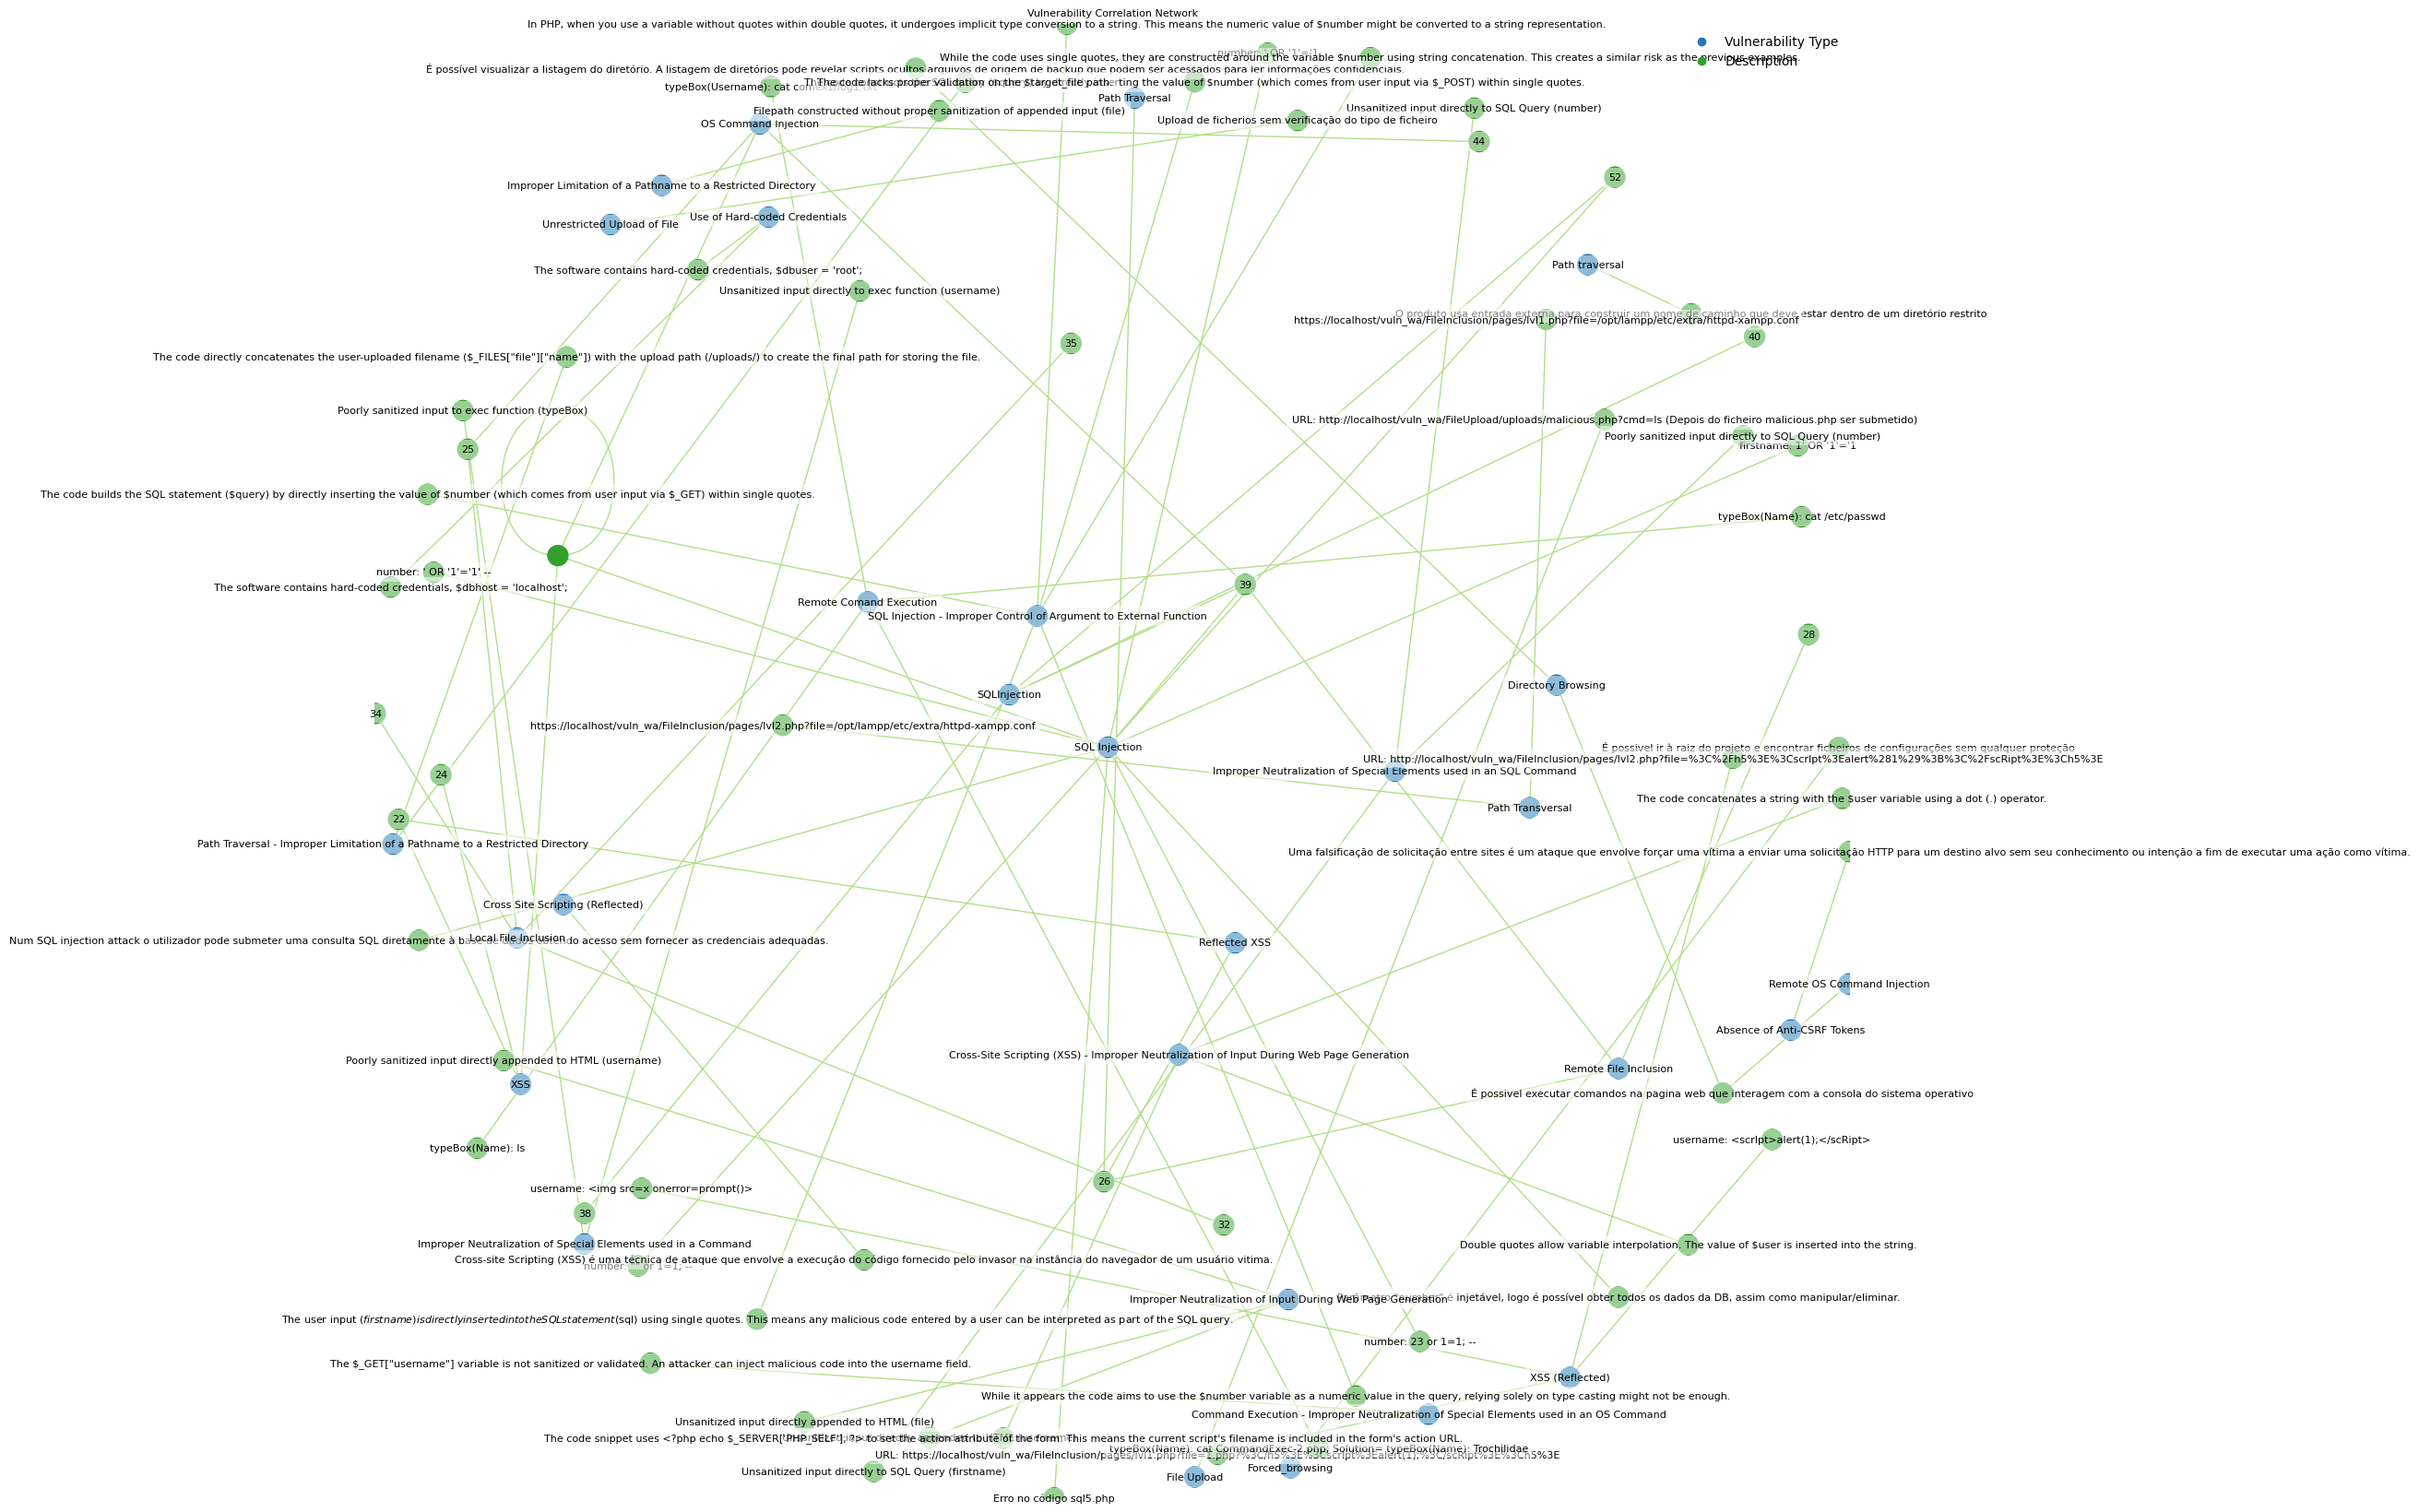 Vulnerability Correlation Network
In PHP, when you use a variable without quotes within double quotes, it undergoes implicit type conversion to a string. This means the numeric value of $number might be converted to a string representation.
Vulnerability Type
number: ' OR '1'='1
While the code uses single quotes, they are constructed around the variable $number using string concatenation. This creates a similar risk as the previous examples.
Description
É possível visualizar a listagem do diretório. A listagem de diretórios pode revelar scripts ocultos arquivos de origem de backup que podem ser acessados para ler informações confidenciais.
The code lacks proper validation on the $target_file path.
rting the value of $number (which comes from user input via $_POST) within single quotes.
typeBox(Username): cat
Path Traversal
Filepath constructed without proper sanitization of appended input (file)
Unsanitized input directly to SQL Query (number)
OS Command Injection
Upload de ficherios sem verificação do tipo de ficheiro
44
52
Improper Limitation of a Pathname to a Restricted Directory
Use of Hard-coded Credentials
Unrestricted Upload of File
Path traversal
The software contains hard-coded credentials, $dbuser = 'root';
Unsanitized input directly to exec function (username)
O produto usa entrada externa para construir um nome de caminho que deve estar dentro de um diretório restrito
https://localhost/vuln_wa/FileInclusion/pages/lvl1.php?file=/opt/lampp/etc/extra/httpd-xampp.conf
40
35
The code directly concatenates the user-uploaded filename ($_FILES["file"]["name"]) with the upload path (/uploads/) to create the final path for storing the file.
Poorly sanitized input to exec function (typeBox)
URL: http://localhost/vuln_wa/FileUpload/uploads/malicious.php?cmd=ls (Depois do ficheiro malicious.php ser submetido)
Poorly sanitized input directly to SQL Query (number)
firstname: 1' OR '1'='1
25
The code builds the SQL statement ($query) by directly inserting the value of $number (which comes from user input via $_GET) within single quotes.
typeBox(Name): cat /etc/passwd
number: ' OR '1'='1' --
The software contains hard-coded credentials, $dbhost = 'localhost';
39
Remote Comand Execution
SQL Injection - Improper Control of Argument to External Function
28
Directory Browsing
SQLInjection
34
https://localhost/vuln_wa/FileInclusion/pages/lvl2.php?file=/opt/lampp/etc/extra/httpd-xampp.conf
SQL Injection
É possivel ir à raiz do projeto e encontrar ficheiros de configurações sem qualquer proteção
URL: http://localhost/vuln_wa/FileInclusion/pages/lvl2.php?file=%3C%2Fh5%3E%3CscrIpt%3Ealert%281%29%3B%3C%2FscRipt%3E%3Ch5%3E
Improper Neutralization of Special Elements used in an SQL Command
24
The code concatenates a string with the $user variable using a dot (.) operator.
Path Transversal
22
Path Traversal - Improper Limitation of a Pathname to a Restricted Directory
Uma falsificação de solicitação entre sites é um ataque que envolve forçar uma vítima a enviar uma solicitação HTTP para um destino alvo sem seu conhecimento ou intenção a fim de executar uma ação como vítima.
Cross Site Scripting (Reflected)
Num SQL injection attack o utilizador pode submeter uma consulta SQL diretamente à base de dados obtendo acesso sem fornecer as credenciais adequadas.
Local File Inclusion
Reflected XSS
Remote OS Command Injection
Absence of Anti-CSRF Tokens
Cross-Site Scripting (XSS) - Improper Neutralization of Input During Web Page Generation
Poorly sanitized input directly appended to HTML (username)
Remote File Inclusion
XSS
É possivel executar comandos na pagina web que interagem com a consola do sistema operativo
username: <scrIpt>alert(1);</scRipt>
typeBox(Name): ls
26
username: <img src=x onerror=prompt()>
38
32
Improper Neutralization of Special Elements used in a Command
Double quotes allow variable interpolation. The value of $user is inserted into the string.
Cross-site Scripting (XSS) é uma técnica de ataque que envolve a execução do código fornecido pelo invasor na instância do navegador de um usuário vitima.
or 1=1; --
Improper Neutralization of Input During Web Page Generation
é injetável, logo é possível obter todos os dados da DB, assim como manipular/eliminar.
The user input (firstname)isdirectlyinsertedintotheSQLstatement(sql) using single quotes. This means any malicious code entered by a user can be interpreted as part of the SQL query.
number: 23 or 1=1; --
The $_GET["username"] variable is not sanitized or validated. An attacker can inject malicious code into the username field.
XSS (Reflected)
While it appears the code aims to use the $number variable as a numeric value in the query, relying solely on type casting might not be enough.
Command Execution - Improper Neutralization of Special Elements used in an OS Command
Unsanitized input directly appended to HTML (file)
The code snippet uses <?php echo $_SERVER['PHP_SELF']; ?> to set the action attribute of the form. This means the current script's filename is included in the form's action URL.
typeBox(Name): cat CommandExec-2.php; Solution= typeBox(Name): Trochilidae
URL: https://localhost/vuln_wa/FileInclusion/pages/lvl1.php?file=1.php?%3C/h5%3E%3Cscript%3Ealert(1);%3C/scRipt%3E%3Ch5%3E
Forced_browsing
Unsanitized input directly to SQL Query (firstname)
File Upload
Erro no código sql5.php